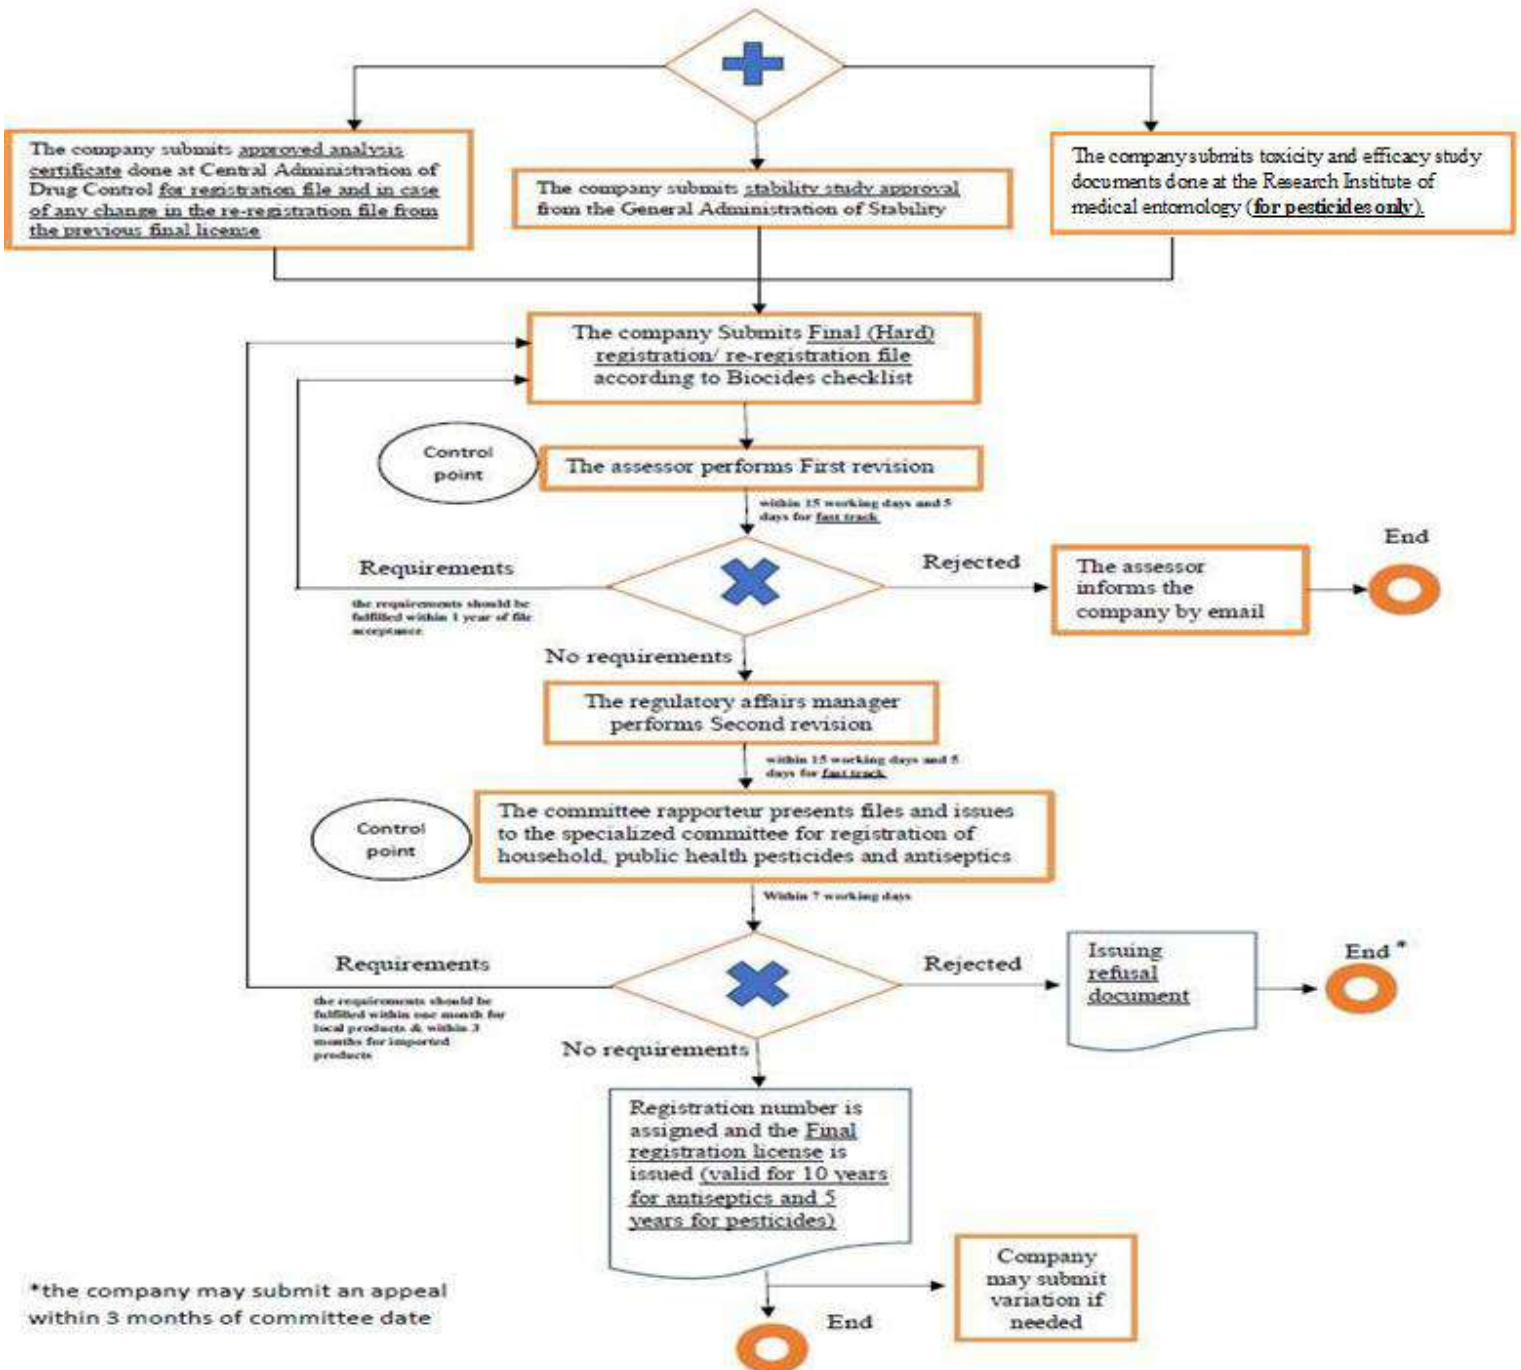 The company submits approved analysis
certificate done at Central Administration of
Drug Control for registration file and in case
of any change in the re-registration file from
the previous final license
The company submits stability study approval
from the General Administration of Stability
The company submits toxicity and efficacy study
documents done at the Research Institute of
medical entomology (for pesticides only).
The company Submits Final (Hard)
registration/ re-registration file
according to Biocides checklist
Control
point
The assessor performs First revision
within 15 working days and 5
days for fast track
Requirements
the requirements should be
fulfilled within 1 year of file
acceptance
Rejected
The assessor
informs the
company by email
End
No requirements
The regulatory affairs manager
performs Second revision
within 15 working days and 5
days for fast track
Control
point
The committee rapporteur presents files and issues
to the specialized committee for registration of
household, public health pesticides and antiseptics
Within 7 working days
Requirements
the requirements should be
fulfilled within one month for
local products & within 3
months for imported
products
Rejected
Issuing
refusal
document
End *
No requirements
Registration number is
assigned and the Final
registration license is
issued (valid for 10 years
for antiseptics and 5
years for pesticides)
Company
may submit
variation if
needed
End
*the company may submit an appeal
within 3 months of committee date